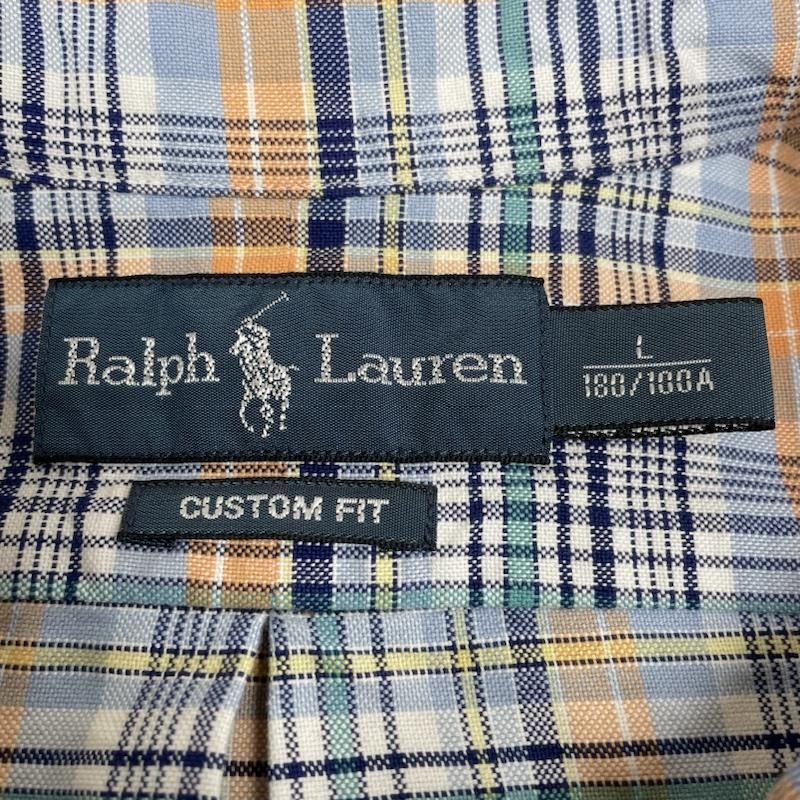 Ralph Lauren
L
180/100A
CUSTOM FIT